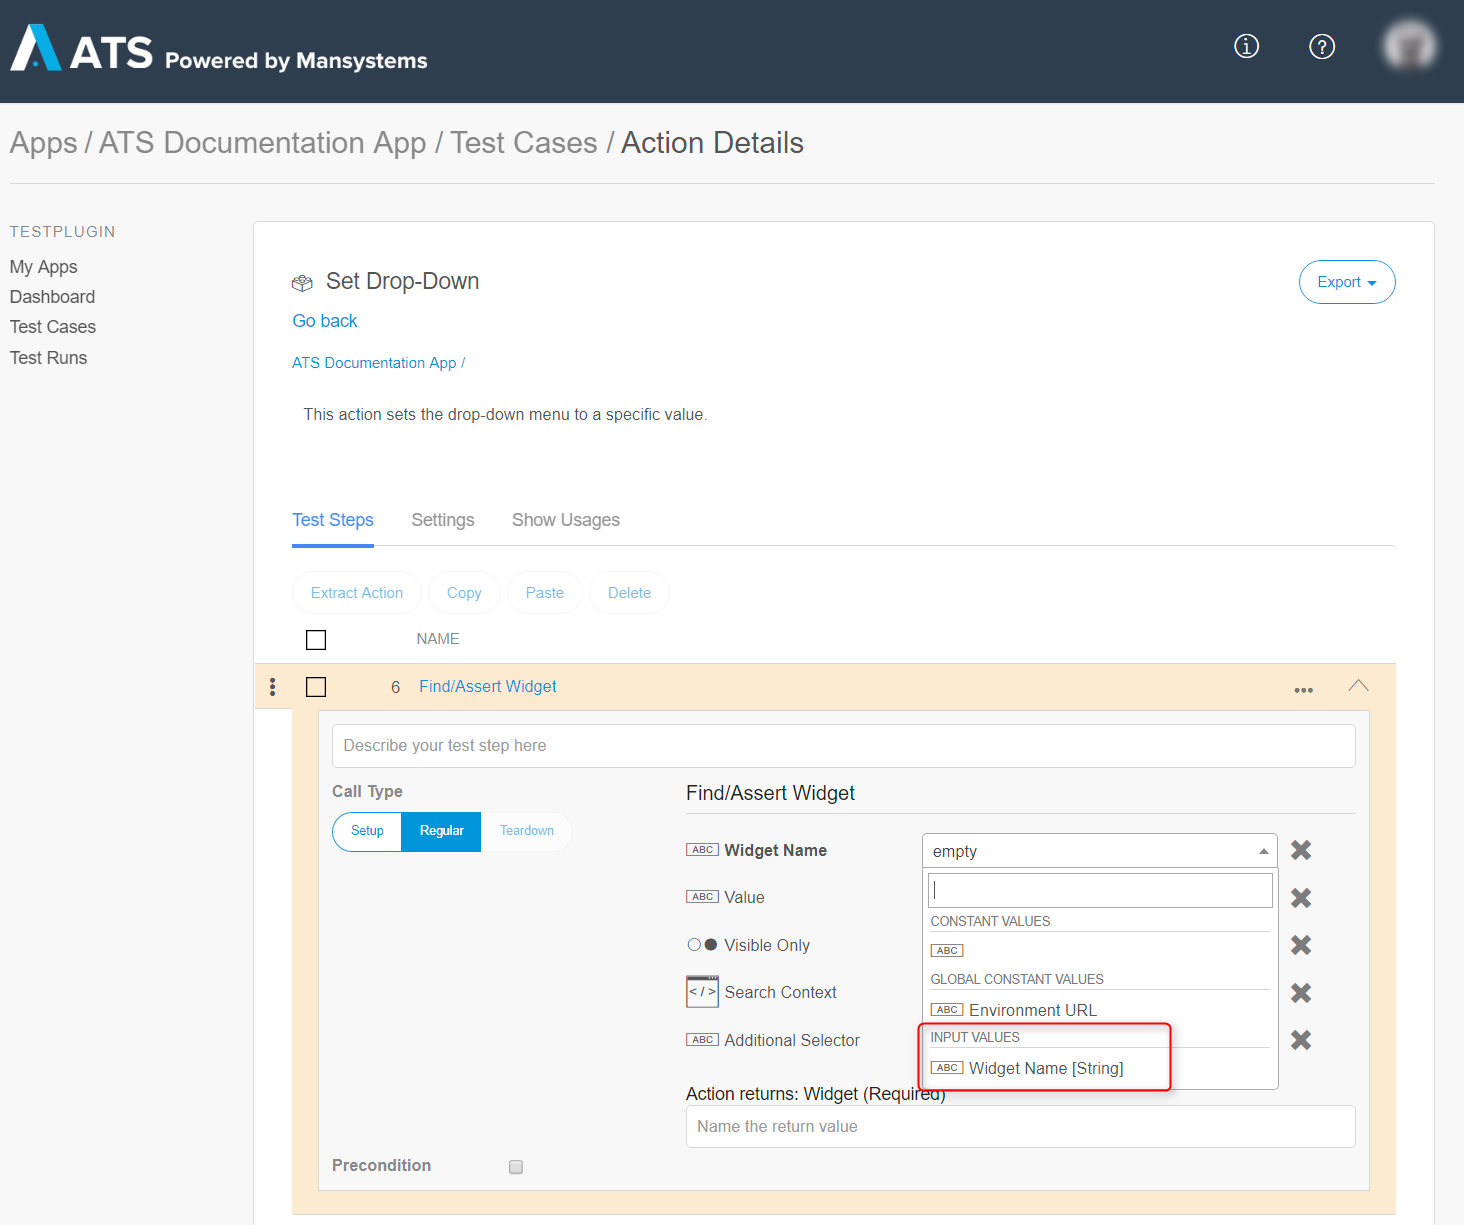 ATS Powered by Mansystems
Apps / ATS Documentation App / Test Cases / Action Details
TESTPLUGIN
My Apps
Dashboard
Test Cases
Test Runs
Set Drop-Down
Export
Go back
ATS Documentation App /
This action sets the drop-down menu to a specific value.
Test Steps Settings Show Usages
Extract Action Copy Paste Delete
NAME
6 Find/Assert Widget
Describe your test step here
Call Type
Setup Regular Teardown
Find/Assert Widget
ABC Widget Name
ABC Value
Visible Only
</> Search Context
ABC Additional Selector
empty
CONSTANT VALUES
ABC
GLOBAL CONSTANT VALUES
ABC Environment URL
INPUT VALUES
ABC Widget Name [String]
Action returns: Widget (Required)
Name the return value
Precondition